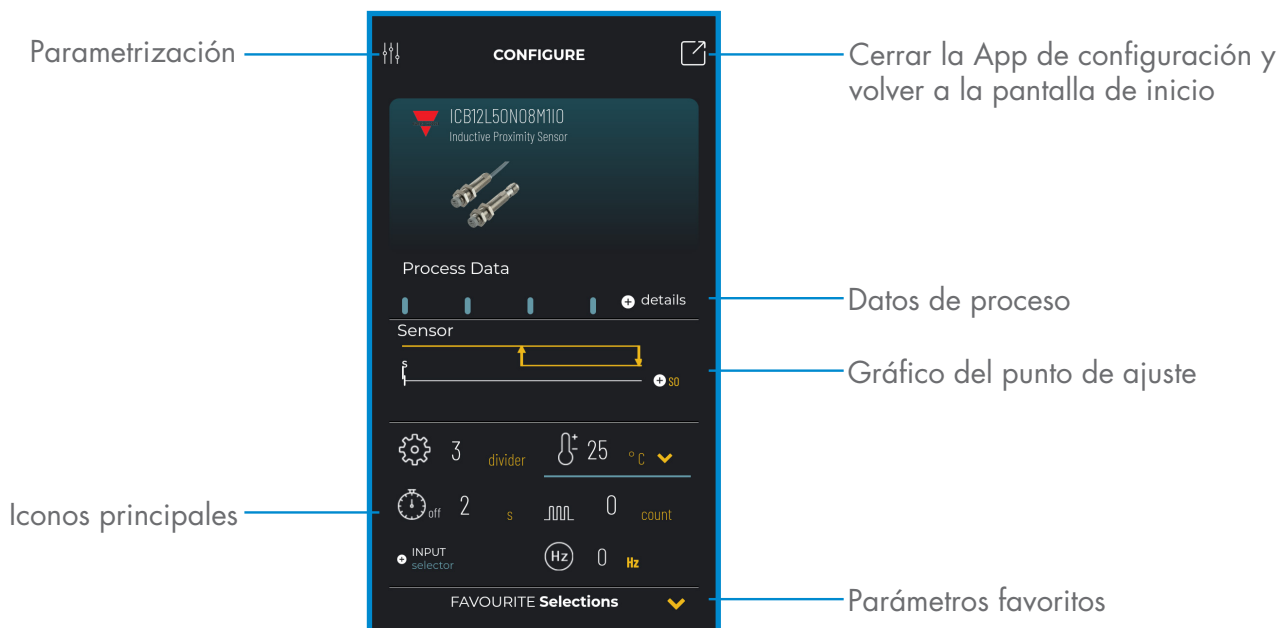 Parametrización
CONFIGURE
Cerrar la App de configuración y
volver a la pantalla de inicio
ICB12L50N08M1IO
Inductive Proximity Sensor
Process Data
details
Datos de proceso
Sensor
s
so
Gráfico del punto de ajuste
3 divider
25 °C
Iconos principales
off 2 s
0 count
INPUT
selector
Hz 0 Hz
FAVOURITE Selections
Parámetros favoritos